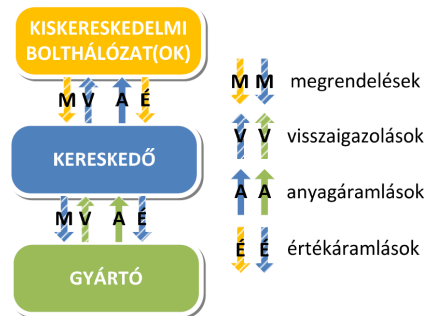 KISKERESKEDELMI
BOLTHÁLÓZAT(OK)
M V A É
KERESKEDŐ
M V A É
GYÁRTÓ
M M megrendelések
V V visszaigazolások
A A anyagáramlások
É É értékáramlások